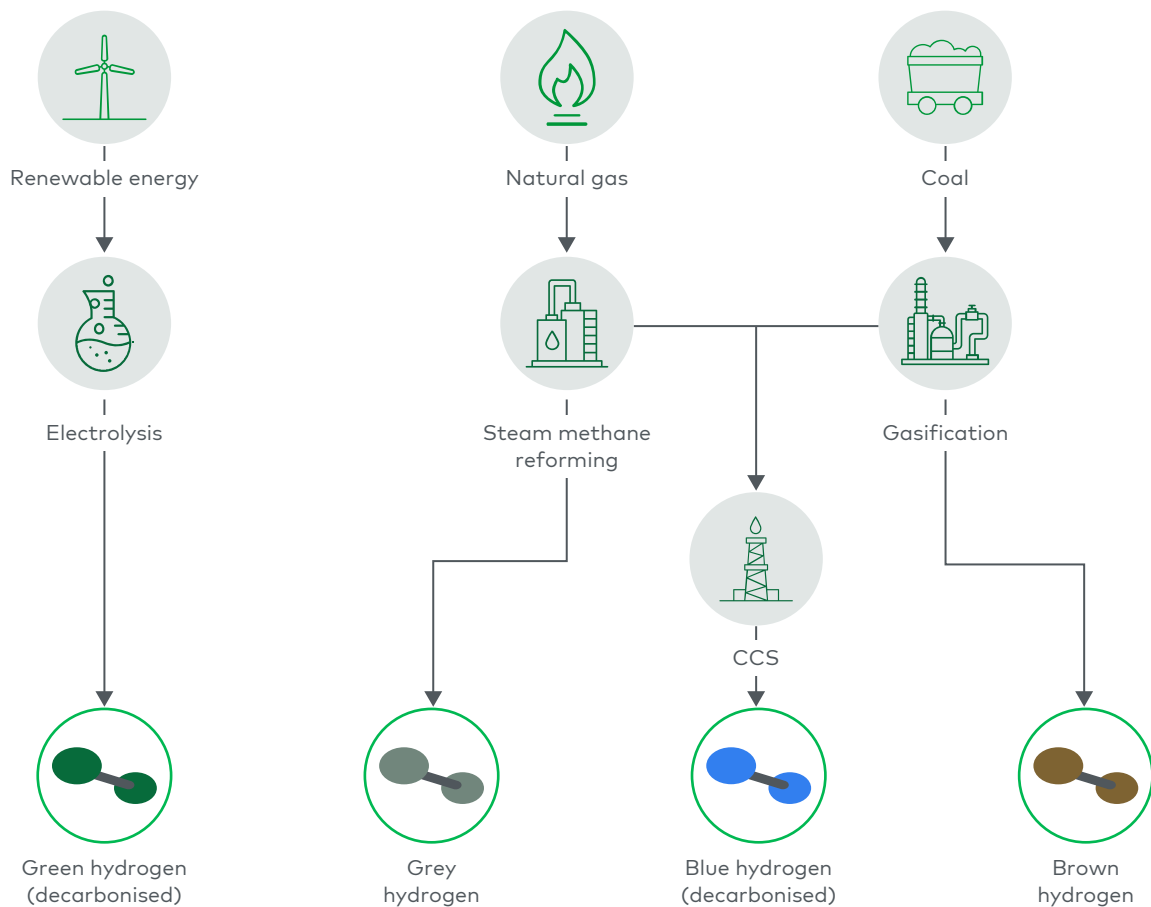 Renewable energy
Natural gas
Coal
Electrolysis
Steam methane
reforming
Gasification
CCS
Green hydrogen
(decarbonised)
Grey
hydrogen
Blue hydrogen
(decarbonised)
Brown
hydrogen